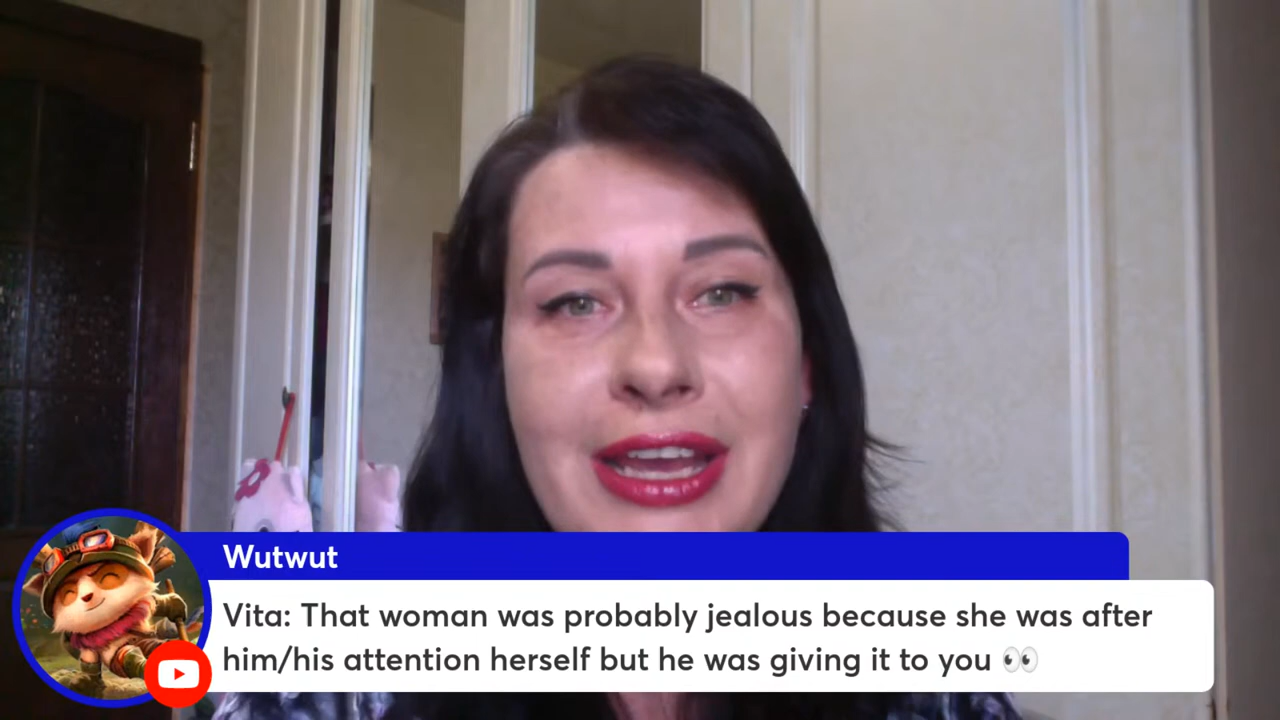 Wutwut
Vita: That woman was probably jealous because she was after
him/his attention herself but he was giving it to you 👀